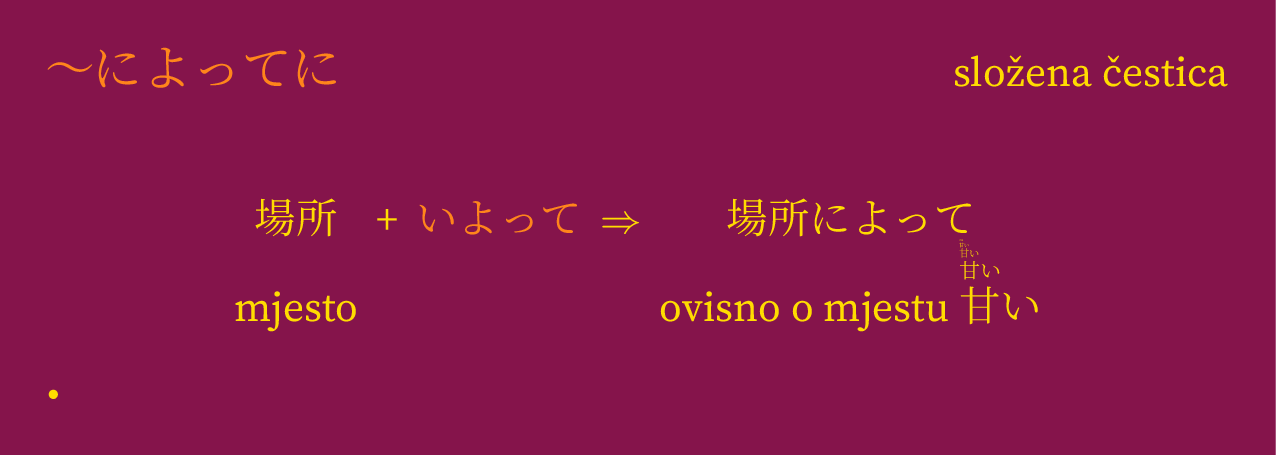 〜によってに
složena čestica
場所 + いよって ⇒ 場所によって
甘い
甘い
mjesto
ovisno o mjestu 甘い
•